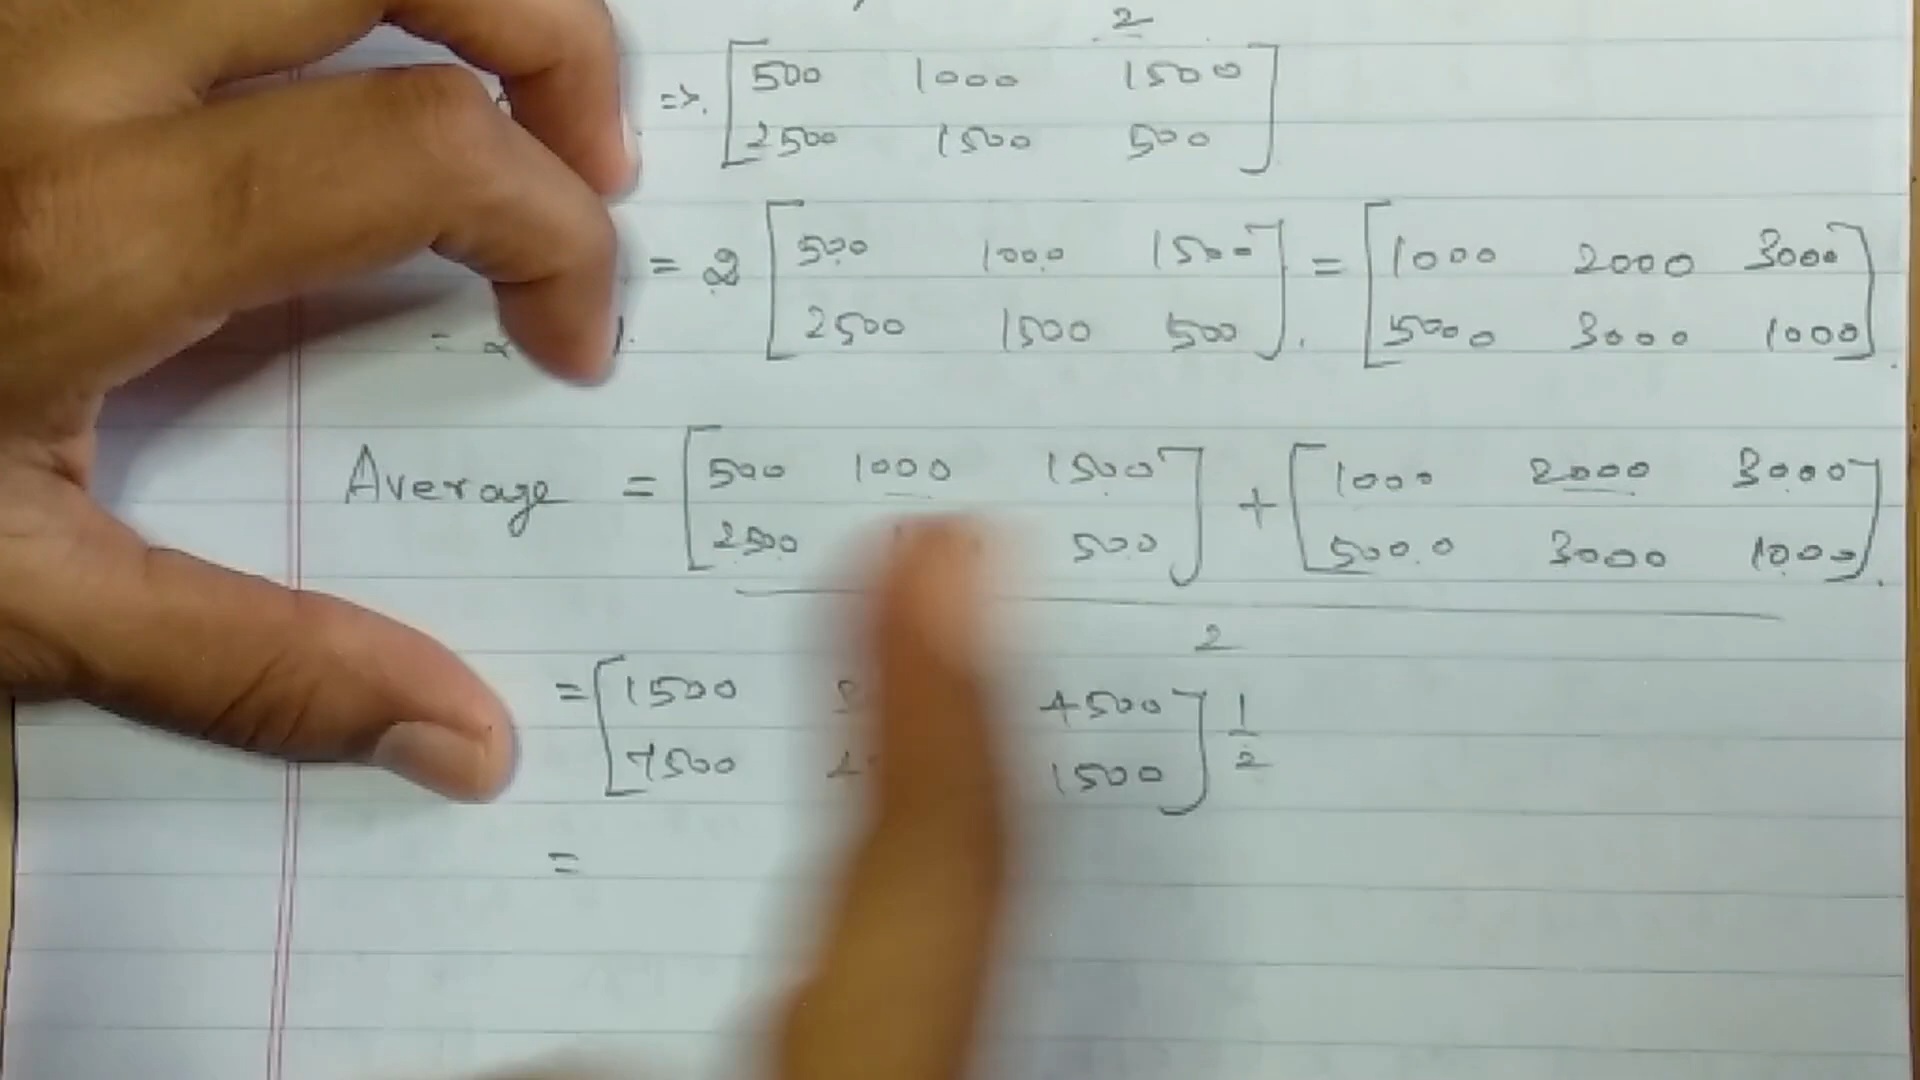 2
=> [ 500 1000 1500
2500 1500 500 ]
= 2 [ 500 1000 1500 ] = [ 1000 2000 3000 ]
= 2 [ 2500 1500 500 ]. [ 5000 3000 1000 ].
Average = [ 500 1000 1500 ] + [ 1000 2000 3000 ]
2500 500 5000 3000 1000 .
2
= [ 1500 4500 ] 1
7500 1500 2
=